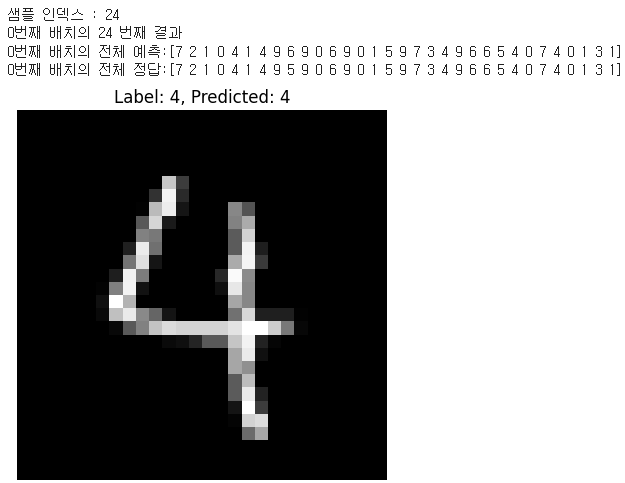 샘플 인덱스 : 24
0번째 배치의 24 번째 결과
0번째 배치의 전체 예측:[7 2 1 0 4 1 4 9 6 9 0 6 9 0 1 5 9 7 3 4 9 6 6 5 4 0 7 4 0 1 3 1]
0번째 배치의 전체 정답:[7 2 1 0 4 1 4 9 5 9 0 6 9 0 1 5 9 7 3 4 9 6 6 5 4 0 7 4 0 1 3 1]
Label: 4, Predicted: 4
4